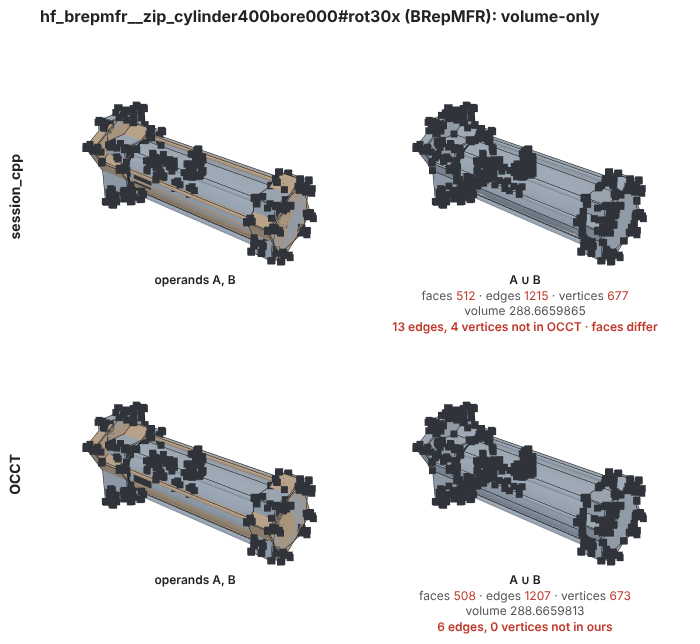 hf_brepmfr__zip_cylinder400bore000#rot30x (BRepMFR): volume-only
session_cpp
operands A, B
A ∪ B
faces 512 · edges 1215 · vertices 677
volume 288.6659865
13 edges, 4 vertices not in OCCT · faces differ
OCCT
operands A, B
A ∪ B
faces 508 · edges 1207 · vertices 673
volume 288.6659813
6 edges, 0 vertices not in ours